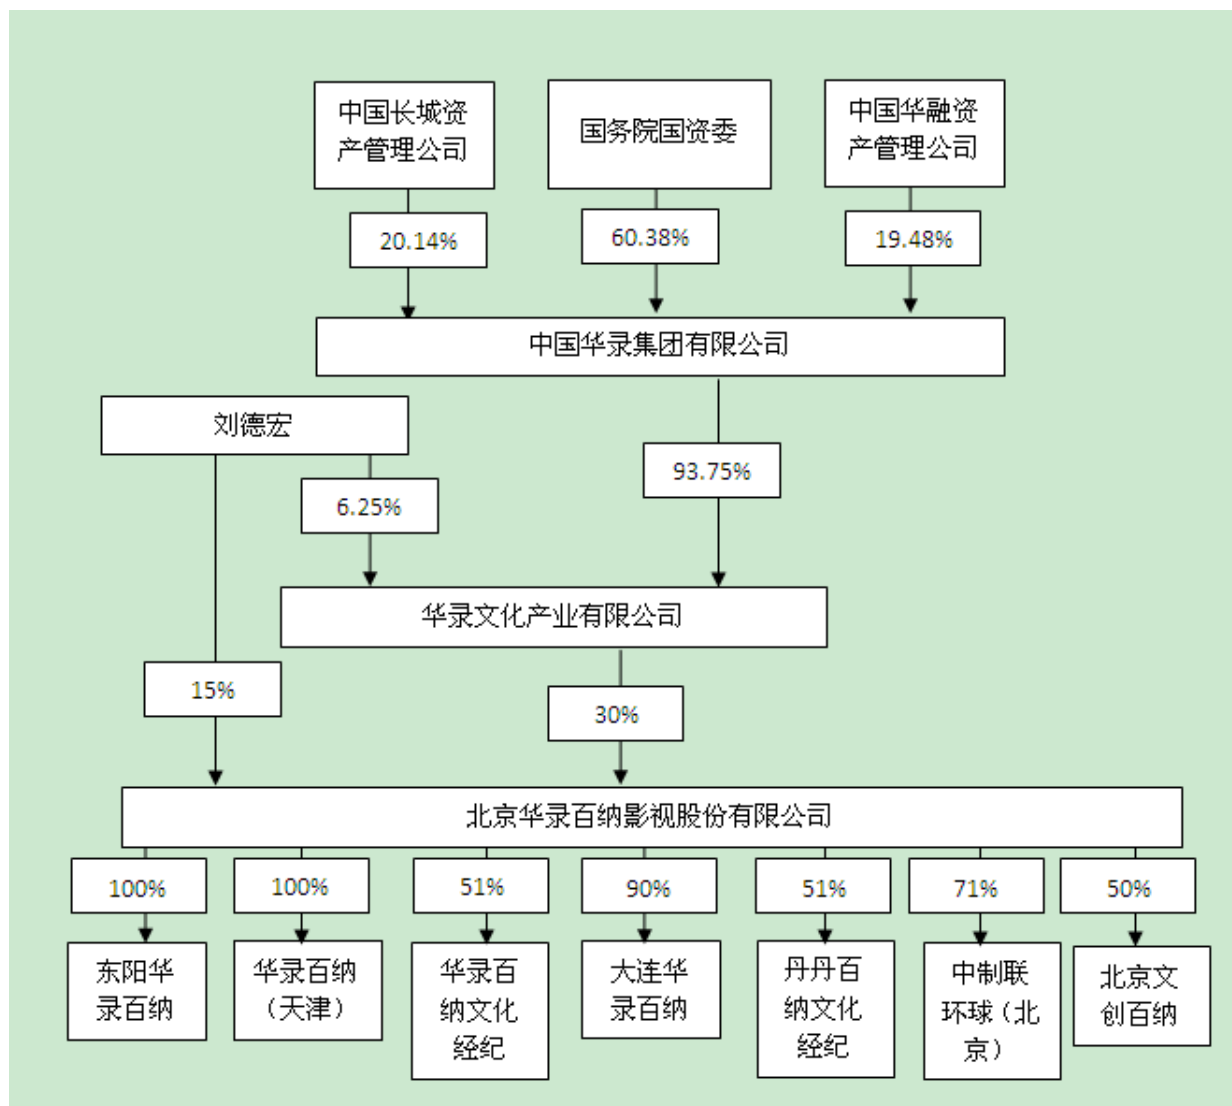 中国长城资
产管理公司
国务院国资委
中国华融资
产管理公司
20.14%
60.38%
19.48%
中国华录集团有限公司
刘德宏
93.75%
6.25%
华录文化产业有限公司
15%
30%
北京华录百纳影视股份有限公司
100%
100%
51%
90%
51%
71%
50%
东阳华
录百纳
华录百纳
（天津）
华录百
纳文化
经纪
大连华
录百纳
丹丹百
纳文化
经纪
中制联
环球（北
京）
北京文
创百纳